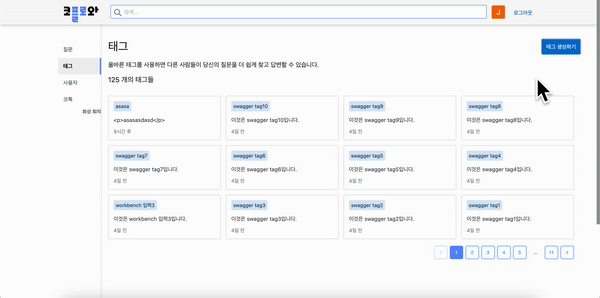 코플로와
검색...
J
로그아웃
질문
태그
사용자
코톡
화상 회의
태그
태그 생성하기
올바른 태그를 사용하면 다른 사람들이 당신의 질문을 더 쉽게 찾고 답변할 수 있습니다.
125 개의 태그들
asasa
<p>asasasdasd</p>
9시간 후
swagger tag10
이것은 swagger tag10입니다.
4일 전
swagger tag9
이것은 swagger tag9입니다.
4일 전
swagger tag8
이것은 swagger tag8입니다.
4일 전
swagger tag7
이것은 swagger tag7입니다.
4일 전
swagger tag6
이것은 swagger tag6입니다.
4일 전
swagger tag5
이것은 swagger tag5입니다.
4일 전
swagger tag4
이것은 swagger tag4입니다.
4일 전
workbench 입력3
이것은 workbench 입력3입니다.
4일 전
swagger tag3
이것은 swagger tag3입니다.
4일 전
swagger tag2
이것은 swagger tag2입니다.
4일 전
swagger tag1
이것은 swagger tag1입니다.
4일 전
‹ 1 2 3 4 5 ... 11 ›